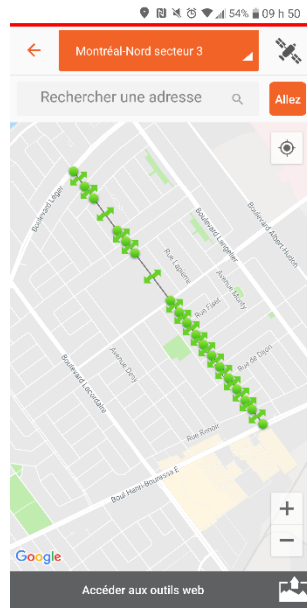 54% 09 h 50
Montréal-Nord secteur 3
Rechercher une adresse
Allez
Boulevard Léger
Boulevard Langelier
Boulevard Albert-Hudon
Rue Lapierre
Avenue Monty
Rue Fleet
Rue de Dijon
Avenue Drey
Boulevard Lacordaire
Rue Renoir
Boul Henri-Bourassa E
Google
Accéder aux outils web